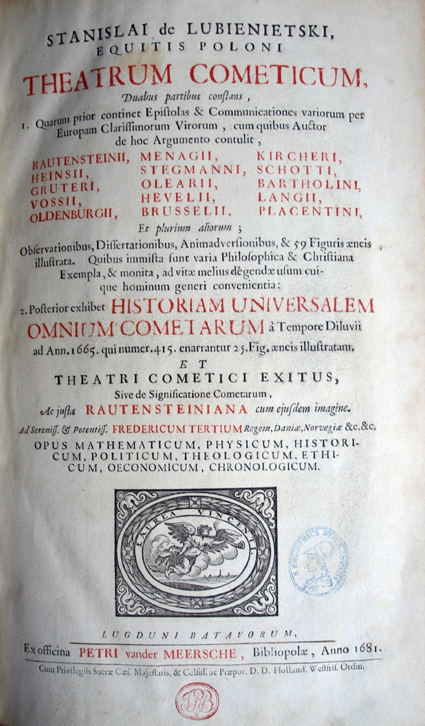 STANISLAI de LUBIENIETSKI,
EQUITIS POLONI
THEATRUM COMETICUM,
Duabus partibus constans,
1. Quarum prior continet Epistolas & Communicationes variorum per
Europam Clarissimorum Virorum, cum quibus Auctor
de hoc Argumento contulit,
RAUTENSTEINII, MENAGII, KIRCHERI,
HEINSII, STEGMANNI, SCHOTTI,
GRUTERI, OLEARII, BARTHOLINI,
VOSSII, HEVELII, LANGII,
OLDENBURGII, BRUSSELII, PLACENTINI,
Et plurium aliorum;
Observationibus, Dissertationibus, Animadversionibus, & 59 Figuris æneis
illustrata. Quibus immista sunt varia Philosophica & Christiana
Exempla, & monita, ad vitæ melius degendæ usum cui-
que hominum generi convenientia:
2. Posterior exhibet HISTORIAM UNIVERSALEM
OMNIUM COMETARUM à Tempore Diluvii
ad Ann. 1665. qui numer. 415. enarrantur 25. Fig. æneis illustratam.
ET
THEATRI COMETICI EXITUS,
Sive de Significatione Cometarum,
Ac justa RAUTENSTEINIANA cum ejusdem imagine.
Ad Sereniss. & Potentiss. FREDERICUM TERTIUM Regem, Daniæ, Norvegiæ &c. &c.
OPUS MATHEMATICUM, PHYSICUM, HISTORI-
CUM, POLITICUM, THEOLOGICUM, ETHI-
CUM, OECONOMICUM, CHRONOLOGICUM.
LUGDUNI BATAVORUM,
Ex officina PETRI vander MEERSCHE, Bibliopolæ, Anno 1681.
Cum Privilegiis Sacræ Cæs. Majestatis, & Celsiss. ac Præpot. D. D. Holland. Westfris. Ordin.